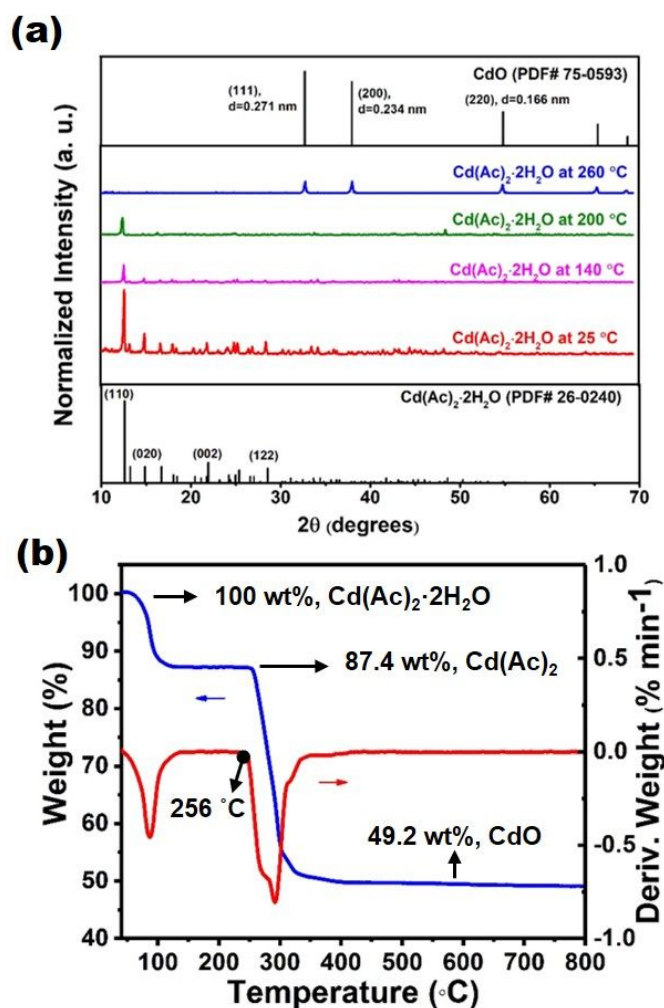 (a)
CdO (PDF# 75-0593)
(111),
d=0.271 nm
(200),
d=0.234 nm
(220), d=0.166 nm
Cd(Ac)₂·2H₂O at 260 °C
Cd(Ac)₂·2H₂O at 200 °C
Cd(Ac)₂·2H₂O at 140 °C
Cd(Ac)₂·2H₂O at 25 °C
Cd(Ac)₂·2H₂O (PDF# 26-0240)
(110)
(020)
(002)
(122)
Normalized Intensity (a. u.)
10 20 30 40 50 60 70
2θ (degrees)
(b)
100 wt%, Cd(Ac)₂·2H₂O
87.4 wt%, Cd(Ac)₂
256 °C
49.2 wt%, CdO
Weight (%)
100
90
80
70
60
50
40
1.0
0.5
0.0
-0.5
-1.0
Deriv. Weight (% min⁻¹)
100 200 300 400 500 600 700 800
Temperature (◦C)